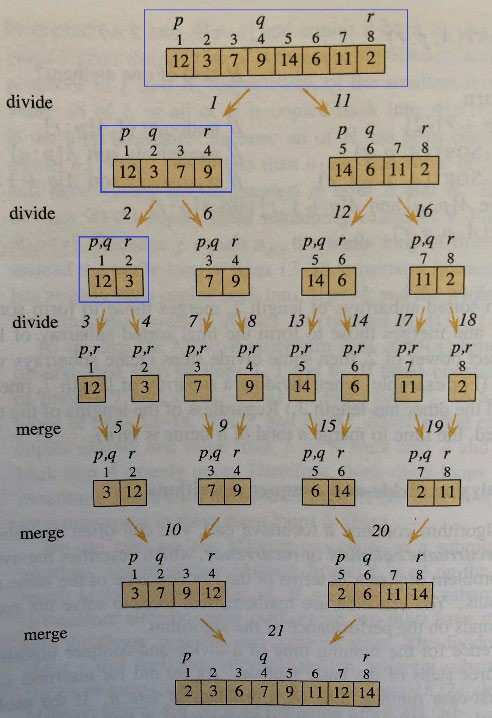 p q r
1 2 3 4 5 6 7 8
12 3 7 9 14 6 11 2
divide 1 11
p q r p q r
1 2 3 4 5 6 7 8
12 3 7 9 14 6 11 2
divide 2 6 12 16
p,q r p,q r p,q r p,q r
1 2 3 4 5 6 7 8
12 3 7 9 14 6 11 2
divide 3 4 7 8 13 14 17 18
p,r p,r p,r p,r p,r p,r p,r p,r
1 2 3 4 5 6 7 8
12 3 7 9 14 6 11 2
merge 5 9 15 19
p,q r p,q r p,q r p,q r
1 2 3 4 5 6 7 8
3 12 7 9 6 14 2 11
merge 10 20
p q r p q r
1 2 3 4 5 6 7 8
3 7 9 12 2 6 11 14
merge 21
p q r
1 2 3 4 5 6 7 8
2 3 6 7 9 11 12 14